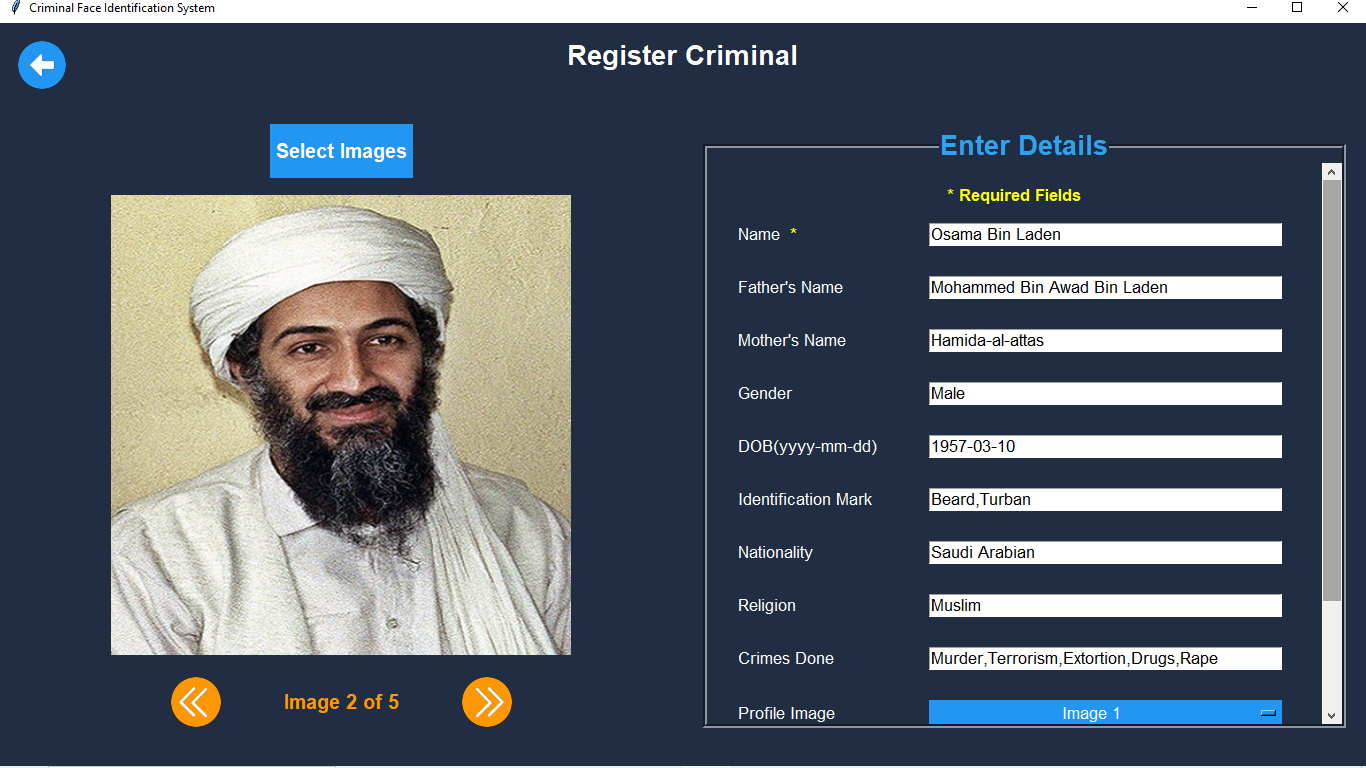 Criminal Face Identification System
Register Criminal
Select Images
Image 2 of 5
Enter Details
* Required Fields
Name * Osama Bin Laden
Father's Name Mohammed Bin Awad Bin Laden
Mother's Name Hamida-al-attas
Gender Male
DOB(yyyy-mm-dd) 1957-03-10
Identification Mark Beard,Turban
Nationality Saudi Arabian
Religion Muslim
Crimes Done Murder,Terrorism,Extortion,Drugs,Rape
Profile Image Image 1